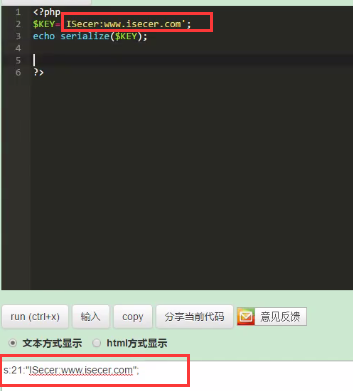 1 <?php
2 $KEY='ISecer:www.isecer.com';
3 echo serialize($KEY);
4
5
6 ?>
run (ctrl+x) 输入 copy 分享当前代码 意见反馈
文本方式显示 html方式显示
s:21:"ISecer:www.isecer.com";